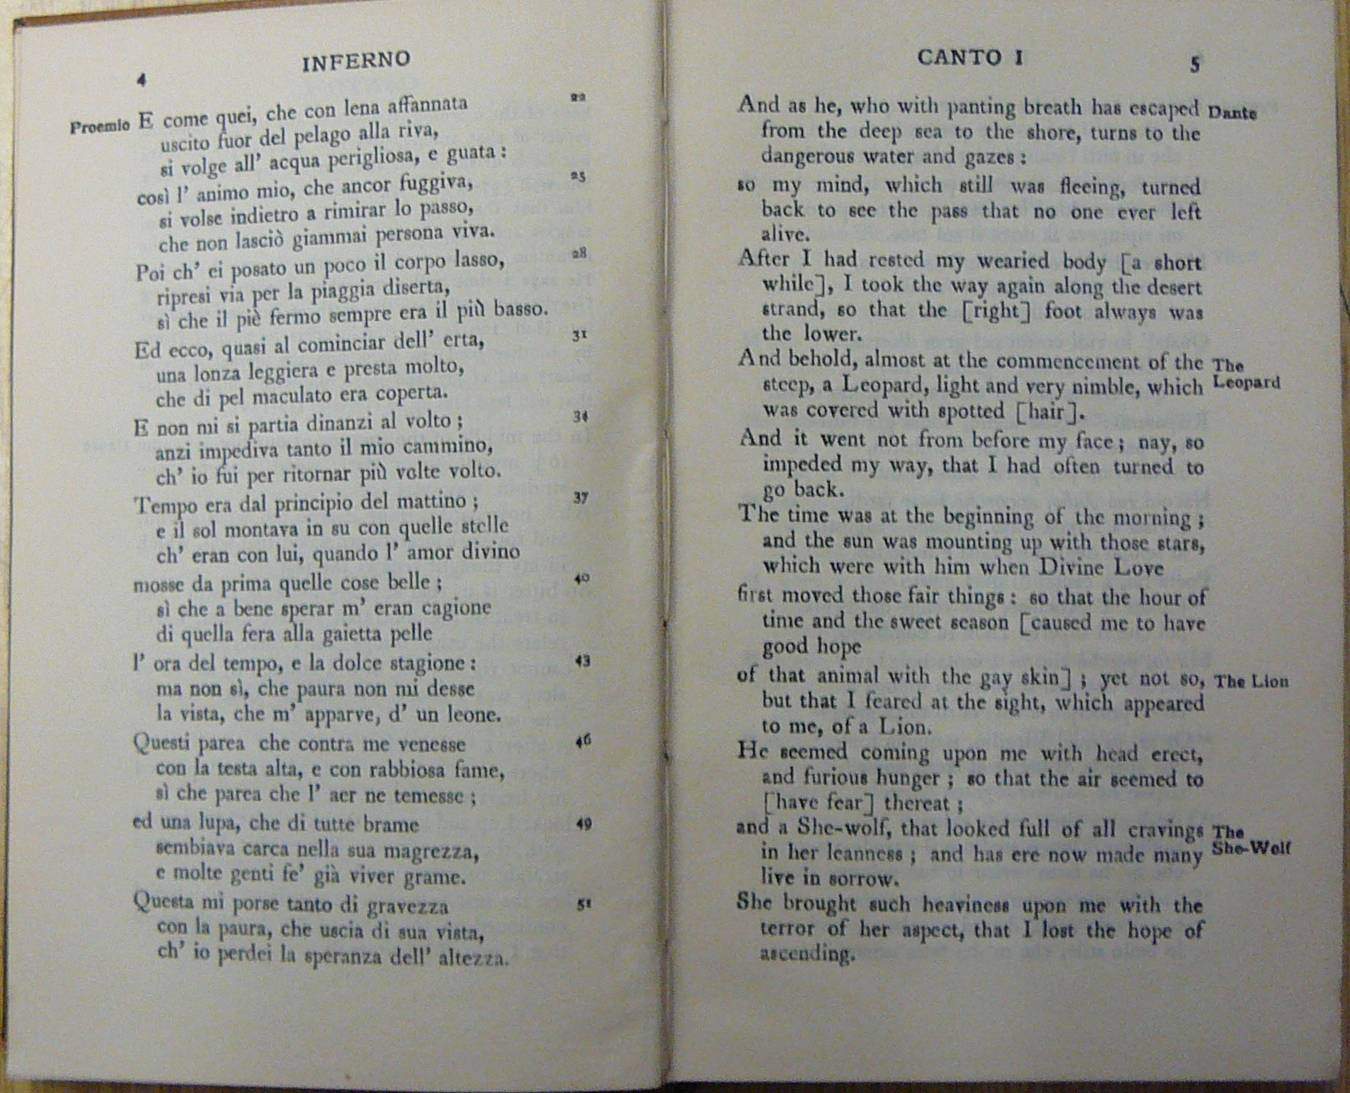 4
INFERNO
Proemio
E come quei, che con lena affannata 22
uscito fuor del pelago alla riva,
si volge all' acqua perigliosa, e guata :
così l' animo mio, che ancor fuggiva, 25
si volse indietro a rimirar lo passo,
che non lasciò giammai persona viva.
Poi ch' ei posato un poco il corpo lasso, 28
ripresi via per la piaggia diserta,
sì che il piè fermo sempre era il più basso.
Ed ecco, quasi al cominciar dell' erta, 31
una lonza leggiera e presta molto,
che di pel maculato era coperta.
E non mi si partia dinanzi al volto ; 34
anzi impediva tanto il mio cammino,
ch' io fui per ritornar più volte volto.
Tempo era dal principio del mattino ; 37
e il sol montava in su con quelle stelle
ch' eran con lui, quando l' amor divino
mosse da prima quelle cose belle ; 40
sì che a bene sperar m' eran cagione
di quella fera alla gaietta pelle
l' ora del tempo, e la dolce stagione : 43
ma non sì, che paura non mi desse
la vista, che m' apparve, d' un leone.
Questi parea che contra me venesse 46
con la testa alta, e con rabbiosa fame,
sì che parea che l' aer ne temesse ;
ed una lupa, che di tutte brame 49
sembiava carca nella sua magrezza,
e molte genti fe' già viver grame.
Questa mi porse tanto di gravezza 51
con la paura, che uscia di sua vista,
ch' io perdei la speranza dell' altezza.
CANTO I
5
And as he, who with panting breath has escaped Dante
from the deep sea to the shore, turns to the
dangerous water and gazes :
so my mind, which still was fleeing, turned
back to see the pass that no one ever left
alive.
After I had rested my wearied body [a short
while], I took the way again along the desert
strand, so that the [right] foot always was
the lower.
And behold, almost at the commencement of the The
steep, a Leopard, light and very nimble, which Leopard
was covered with spotted [hair].
And it went not from before my face ; nay, so
impeded my way, that I had often turned to
go back.
The time was at the beginning of the morning ;
and the sun was mounting up with those stars,
which were with him when Divine Love
first moved those fair things : so that the hour of
time and the sweet season [caused me to have
good hope
of that animal with the gay skin] ; yet not so, The Lion
but that I feared at the sight, which appeared
to me, of a Lion.
He seemed coming upon me with head erect,
and furious hunger ; so that the air seemed to
[have fear] thereat ;
and a She-wolf, that looked full of all cravings The
in her leanness ; and has ere now made many She-Wolf
live in sorrow.
She brought such heaviness upon me with the
terror of her aspect, that I lost the hope of
ascending.